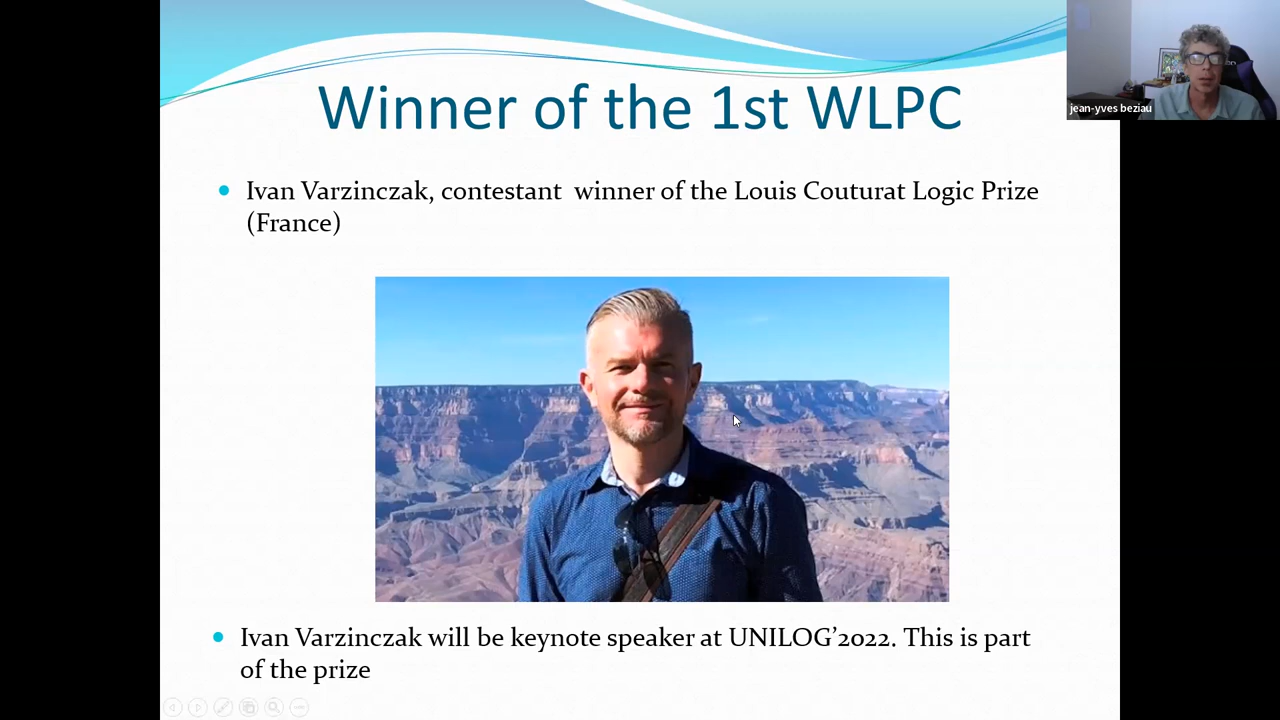 Winner of the 1st WLPC
jean-yves beziau
Ivan Varzinczak, contestant  winner of the Louis Couturat Logic Prize
(France)
Ivan Varzinczak will be keynote speaker at UNILOG’2022. This is part
of the prize